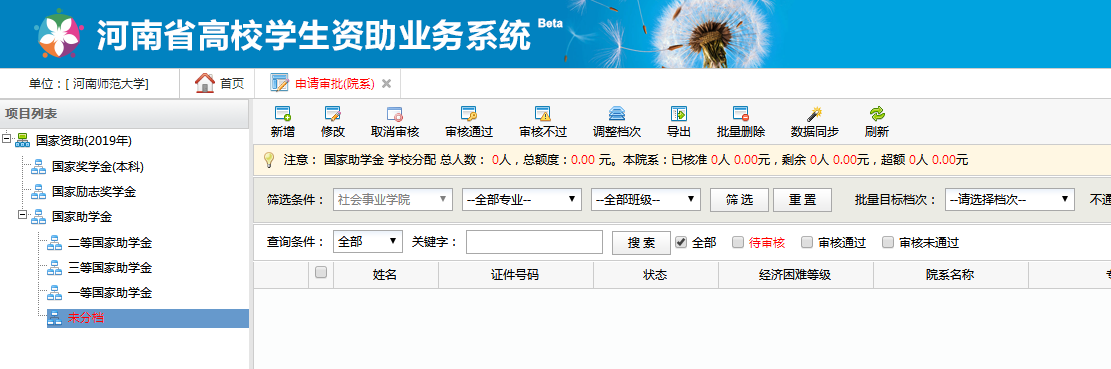 河南省高校学生资助业务系统 Beta
单位：[ 河南师范大学] 首页 申请审批(院系)
项目列表
国家资助(2019年)
国家奖学金(本科)
国家励志奖学金
国家助学金
二等国家助学金
三等国家助学金
一等国家助学金
未分档
新增 修改 取消审核 审核通过 审核不过 调整档次 导出 批量删除 数据同步 刷新
注意： 国家助学金 学校分配 总人数： 0人，总额度：0.00 元。本院系：已核准 0人 0.00元，剩余 0人 0.00元，超额 0人 0.00元
筛选条件： 社会事业学院 --全部专业-- --全部班级-- 筛 选 重 置 批量目标档次： --请选择档次-- 不通
查询条件： 全部 关键字： 搜 索 全部 待审核 审核通过 审核未通过
姓名 证件号码 状态 经济困难等级 院系名称